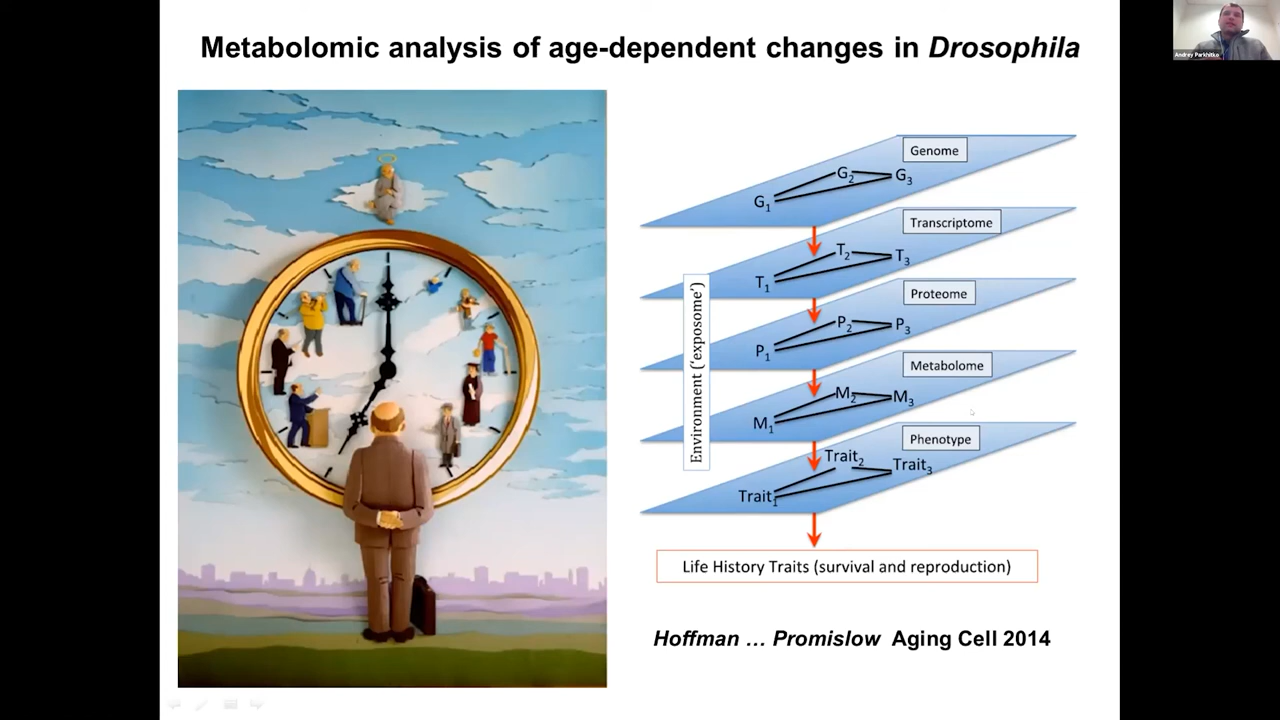 Metabolomic analysis of age-dependent changes in Drosophila
Andrey Parkhitko
Genome
G1 G2 G3
Transcriptome
T1 T2 T3
Proteome
P1 P2 P3
Metabolome
M1 M2 M3
Phenotype
Trait1 Trait2 Trait3
Environment ('exposome')
Life History Traits (survival and reproduction)
Hoffman … Promislow Aging Cell 2014